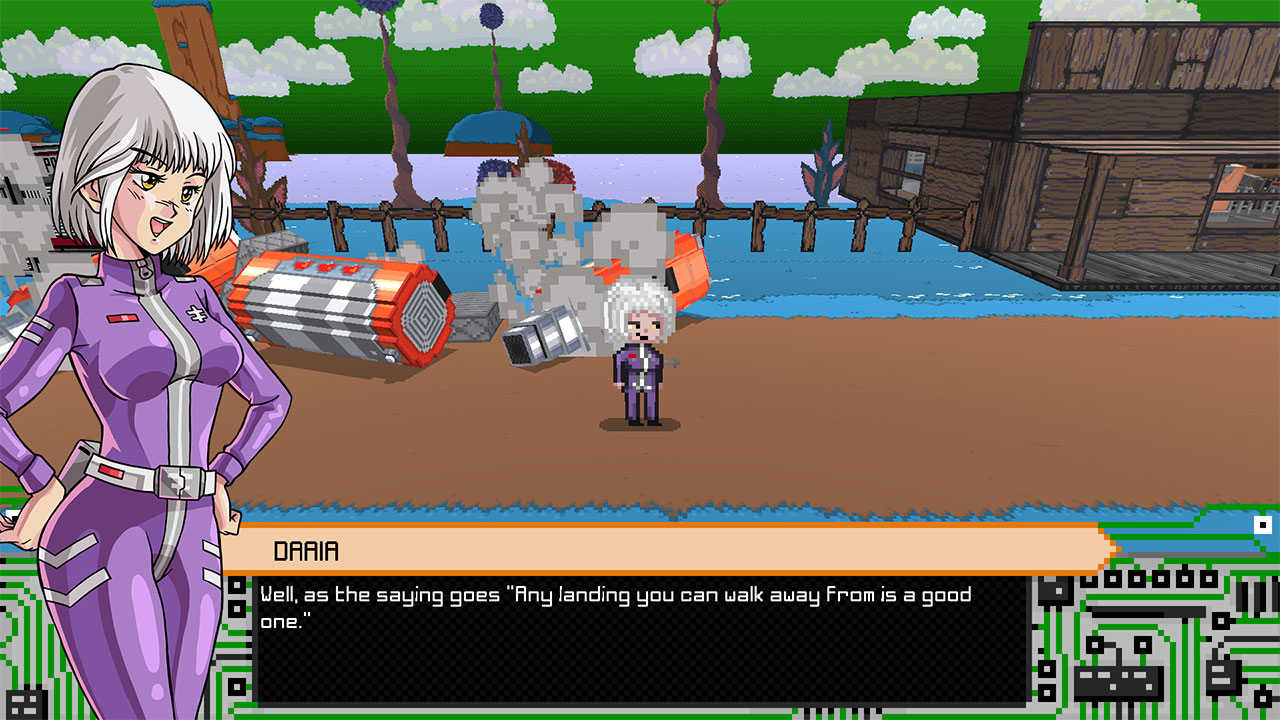 DARIA
Well, as the saying goes "Any landing you can walk away from is a good
one."